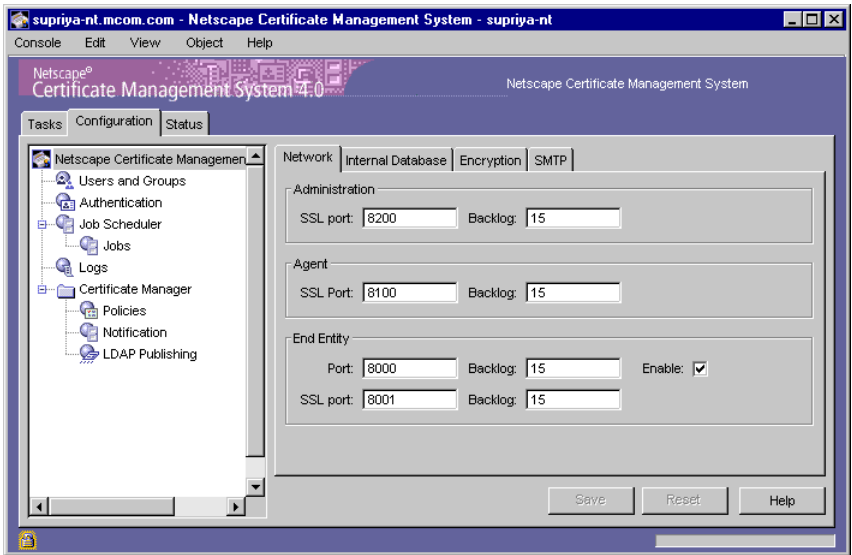 supriya-nt.mcom.com - Netscape Certificate Management System - supriya-nt
Console Edit View Object Help
Netscape®
Certificate Management System 4.0
Netscape Certificate Management System
Tasks Configuration Status
Netscape Certificate Managemen
Users and Groups
Authentication
Job Scheduler
Jobs
Logs
Certificate Manager
Policies
Notification
LDAP Publishing
Network Internal Database Encryption SMTP
Administration
SSL port: 8200 Backlog: 15
Agent
SSL Port: 8100 Backlog: 15
End Entity
Port: 8000 Backlog: 15 Enable:
SSL port: 8001 Backlog: 15
Save Reset Help